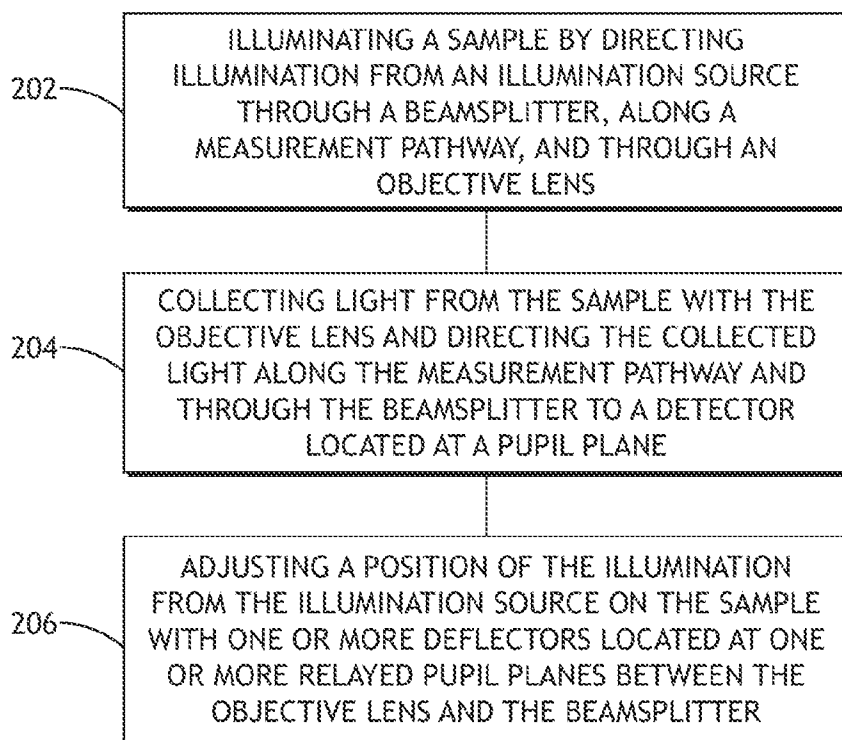 202
ILLUMINATING A SAMPLE BY DIRECTING
ILLUMINATION FROM AN ILLUMINATION SOURCE
THROUGH A BEAMSPLITTER, ALONG A
MEASUREMENT PATHWAY, AND THROUGH AN
OBJECTIVE LENS
204
COLLECTING LIGHT FROM THE SAMPLE WITH THE
OBJECTIVE LENS AND DIRECTING THE COLLECTED
LIGHT ALONG THE MEASUREMENT PATHWAY AND
THROUGH THE BEAMSPLITTER TO A DETECTOR
LOCATED AT A PUPIL PLANE
206
ADJUSTING A POSITION OF THE ILLUMINATION
FROM THE ILLUMINATION SOURCE ON THE SAMPLE
WITH ONE OR MORE DEFLECTORS LOCATED AT ONE
OR MORE RELAYED PUPIL PLANES BETWEEN THE
OBJECTIVE LENS AND THE BEAMSPLITTER